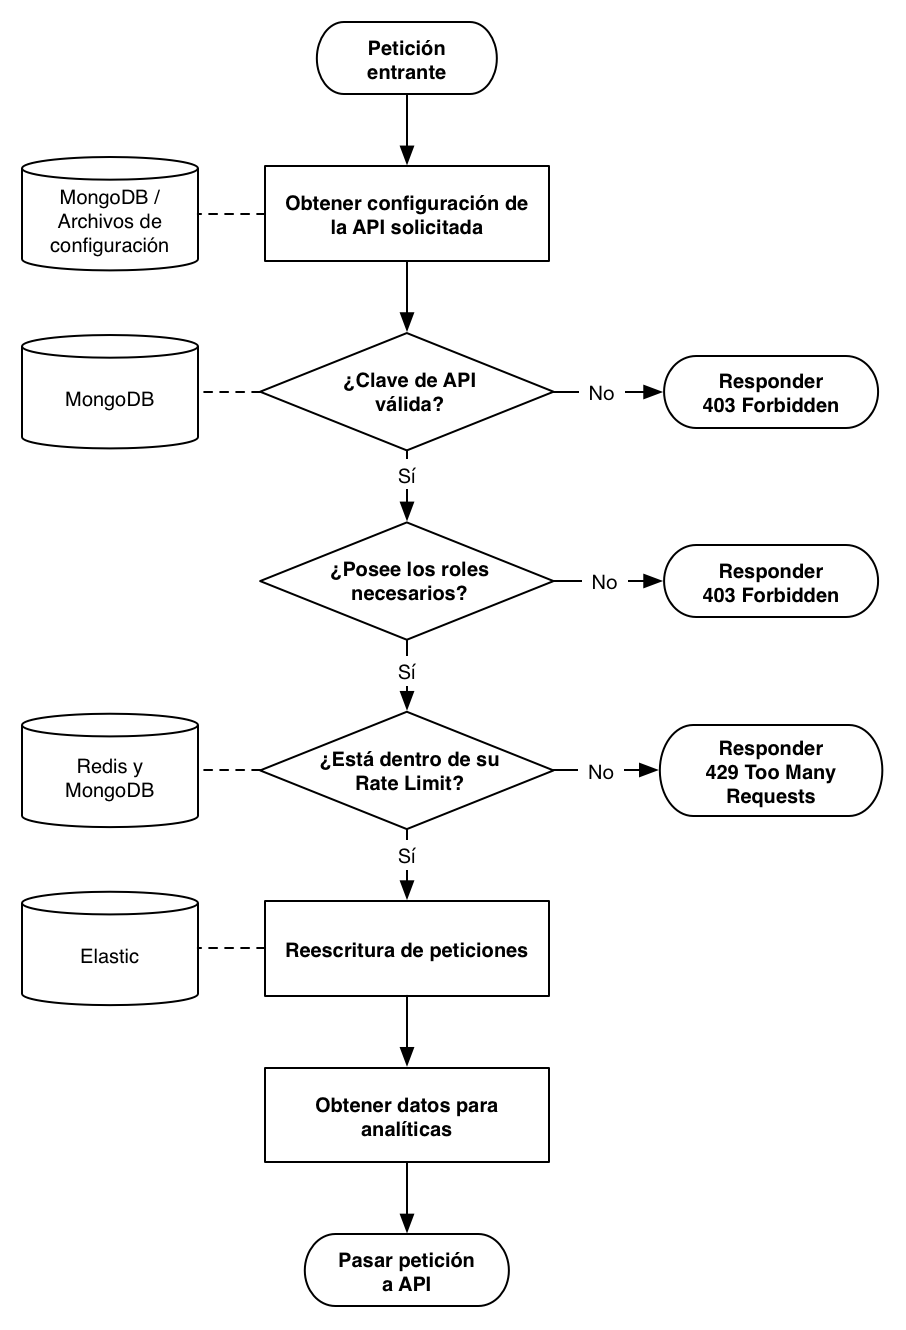 Petición
entrante
MongoDB /
Archivos de
configuración
Obtener configuración de
la API solicitada
MongoDB
¿Clave de API
válida?
No
Responder
403 Forbidden
Sí
¿Posee los roles
necesarios?
No
Responder
403 Forbidden
Sí
Redis y
MongoDB
¿Está dentro de su
Rate Limit?
No
Responder
429 Too Many
Requests
Sí
Elastic
Reescritura de peticiones
Obtener datos para
analíticas
Pasar petición
a API